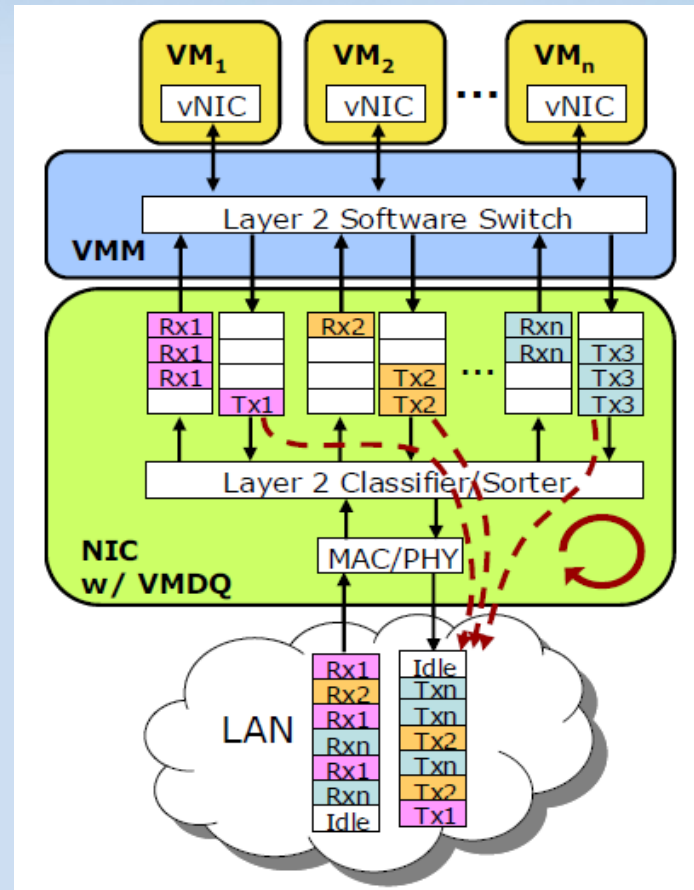 VM1 VM2 ... VMn
vNIC vNIC vNIC
Layer 2 Software Switch
VMM
Rx1 Rx2 Rxn
Rx1 Rxn Tx3
Rx1 Tx2 ... Tx3
Tx1 Tx2 Tx3
Layer 2 Classifier/Sorter
NIC
w/ VMDQ
MAC/PHY
LAN
Rx1
Rx2
Rx1
Rxn
Rx1
Rxn
Idle
Idle
Txn
Txn
Tx2
Txn
Tx2
Tx1